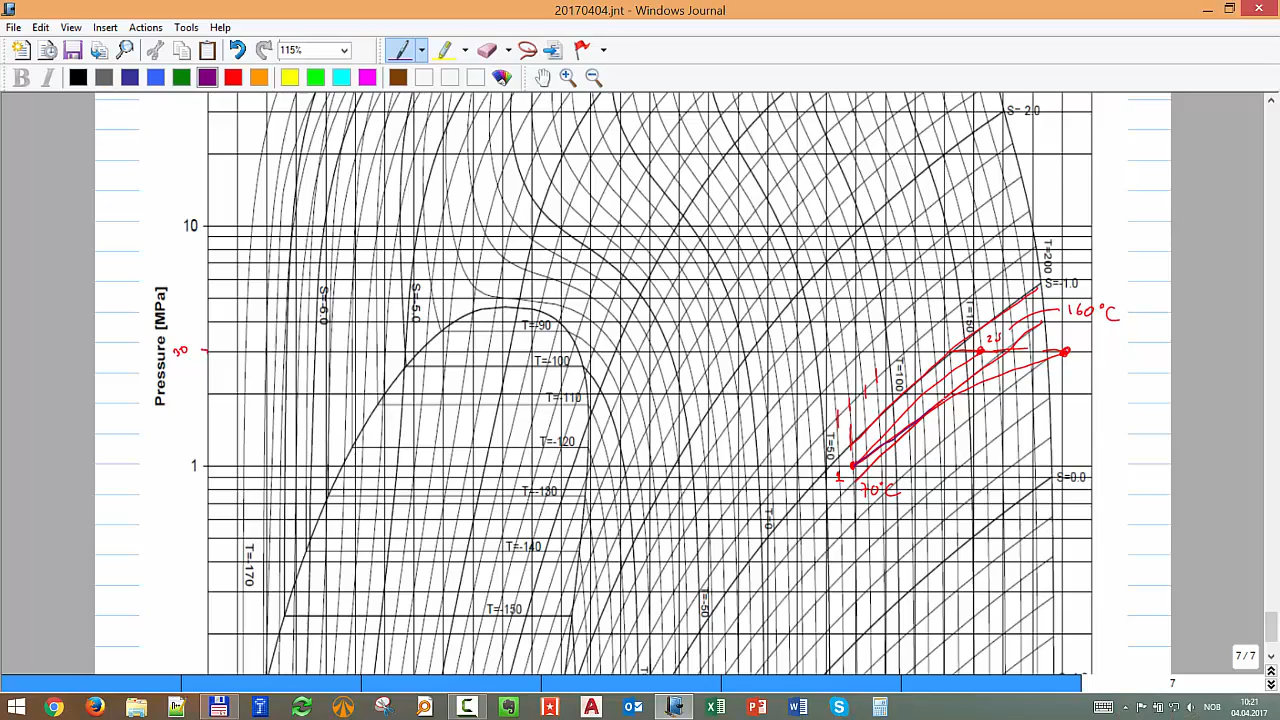 20170404.jnt - Windows Journal
File Edit View Insert Actions Tools Help
115%
B I
S=-2.0
10
T=200
S=-1.0
S=-6.0
S=-5.0
T=150
160°C
T=-90
2s
30
Pressure [MPa]
T=-100
T=100
T=-110
T=-120
T=50
1
1
70°C
S=0.0
T=-130
T=0
T=-140
T=-170
T=-50
T=-150
7/7
7
NOB
10:21
04.04.2017